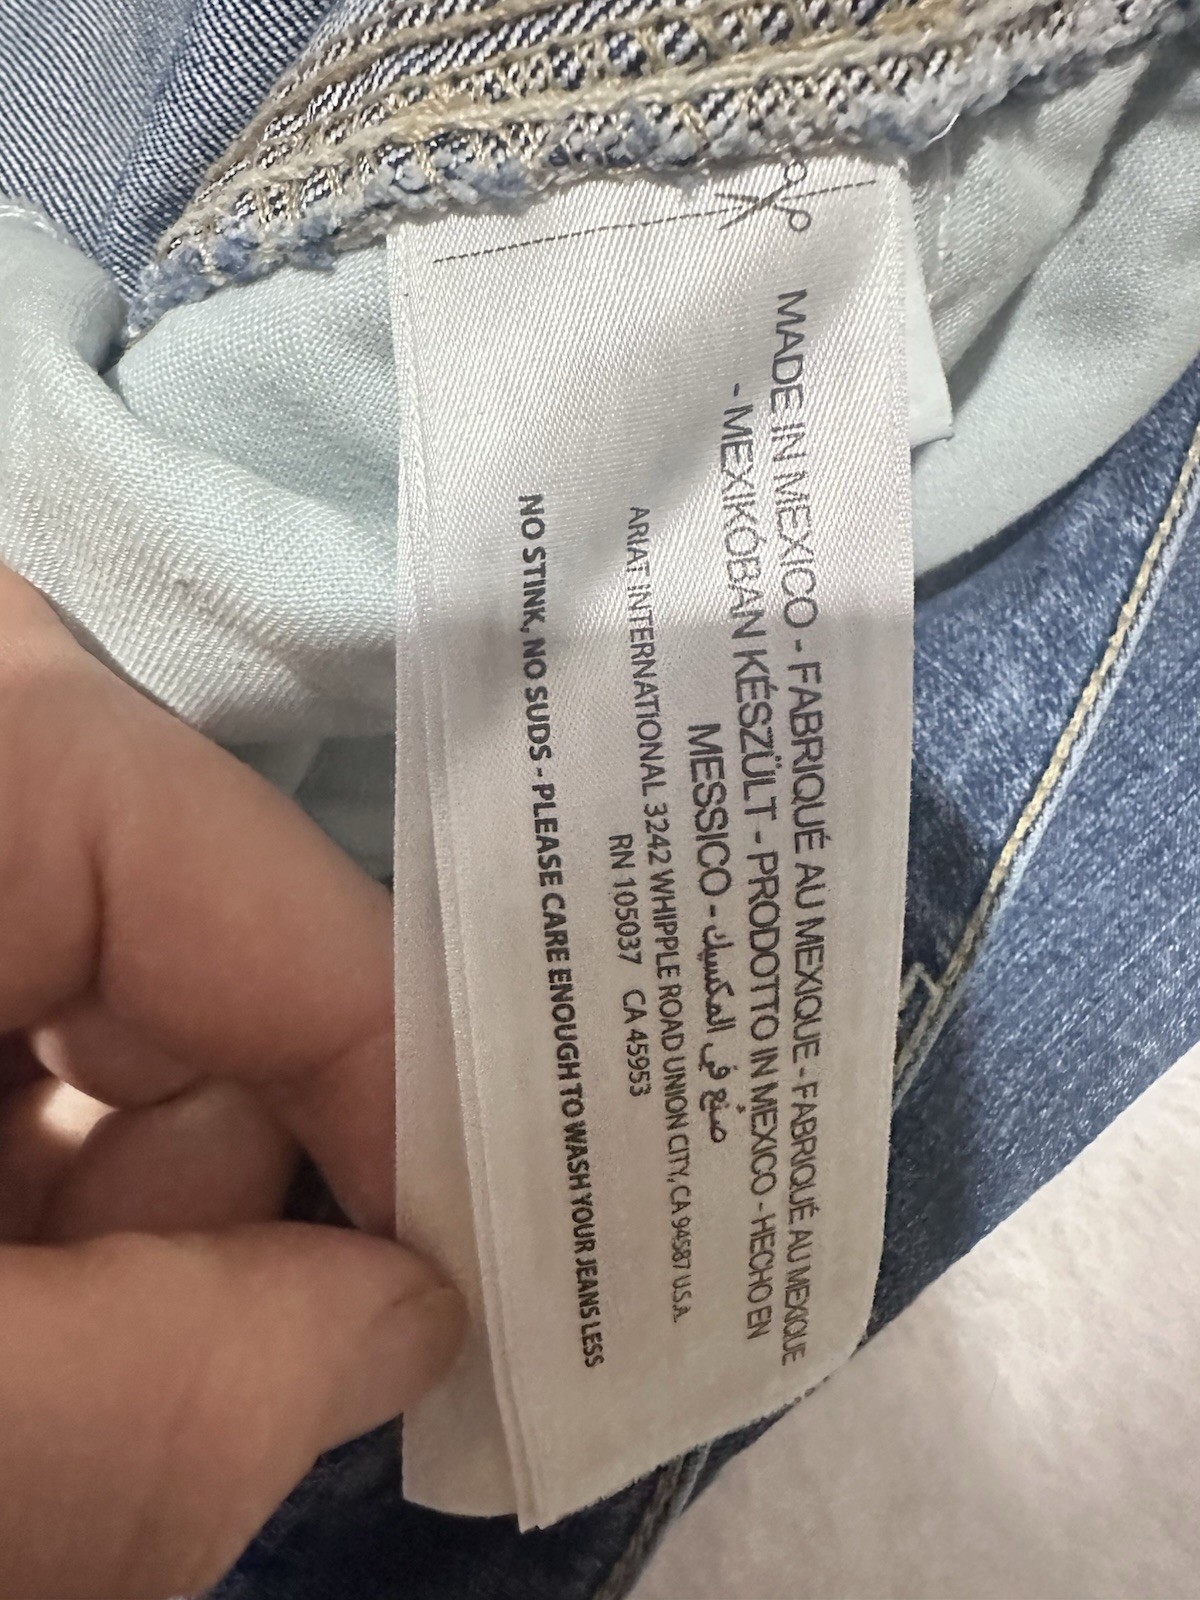 MADE IN MEXICO - FABRIQUÉ AU MEXIQUE - FABRIQUÉ AU MEXIQUE
- MEXIKÓBAN KÉSZÜLT - PRODOTTO IN MEXICO - HECHO EN
MESSICO - صنع في المكسيك
ARIAT INTERNATIONAL 3242 WHIPPLE ROAD UNION CITY, CA 94587 U.S.A.
RN 105037 CA 45953
NO STINK, NO SUDS - PLEASE CARE ENOUGH TO WASH YOUR JEANS LESS